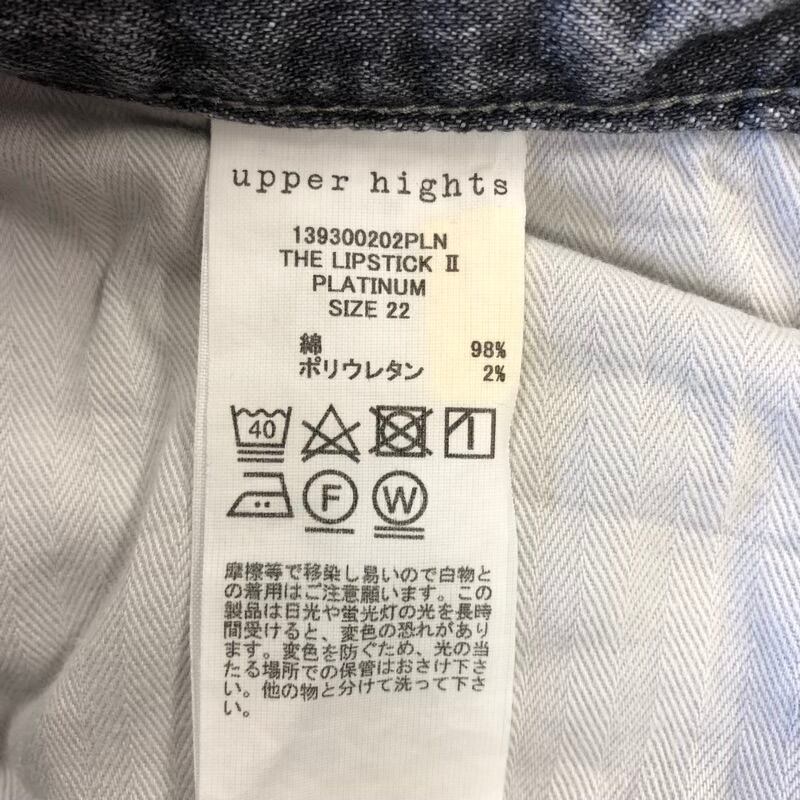 upper hights
139300202PLN
THE LIPSTICK Ⅱ
PLATINUM
SIZE 22
綿 98%
ポリウレタン 2%
40
F W
摩擦等で移染し易いので白物と
の着用はご注意願います。この
製品は日光や蛍光灯の光を長時
間受けると、変色の恐れがあり
ます。変色を防ぐため、光の当
たる場所での保管はおさけ下さ
い。他の物と分けて洗って下さ
い。